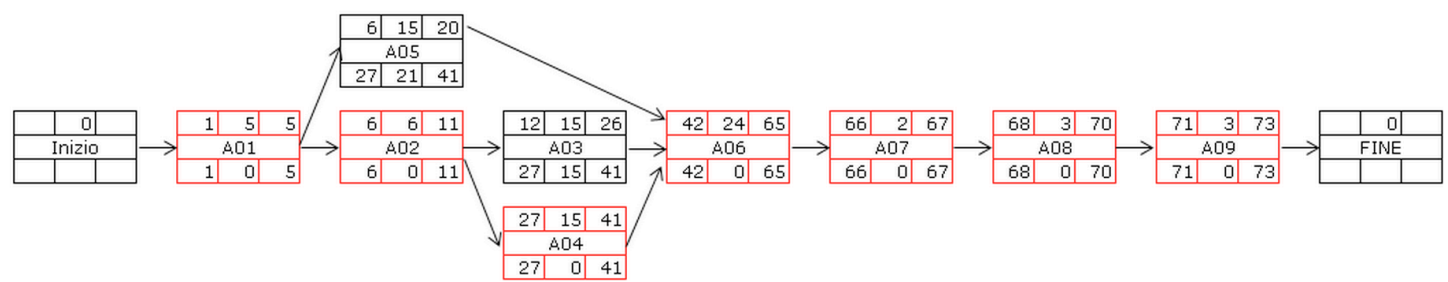 6 15 20
A05
27 21 41
0
Inizio
1 5 5
A01
1 0 5
6 6 11
A02
6 0 11
12 15 26
A03
27 15 41
42 24 65
A06
42 0 65
66 2 67
A07
66 0 67
68 3 70
A08
68 0 70
71 3 73
A09
71 0 73
0
FINE
27 15 41
A04
27 0 41